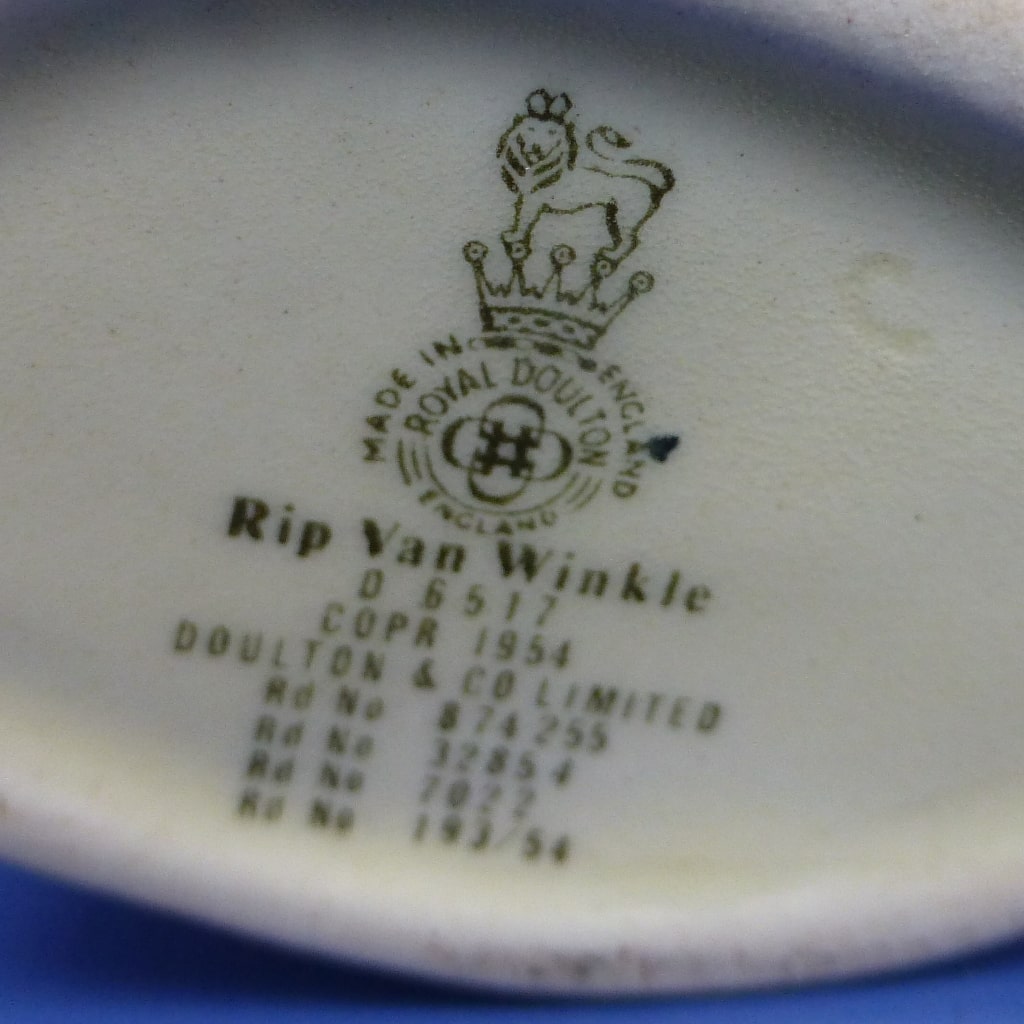 MADE IN ENGLAND
ROYAL DOULTON
ENGLAND
Rip Van Winkle
D 6517
COPR 1954
DOULTON & CO LIMITED
Rd No 874255
Rd No 32854
Rd No 7022
Rd No 193/54